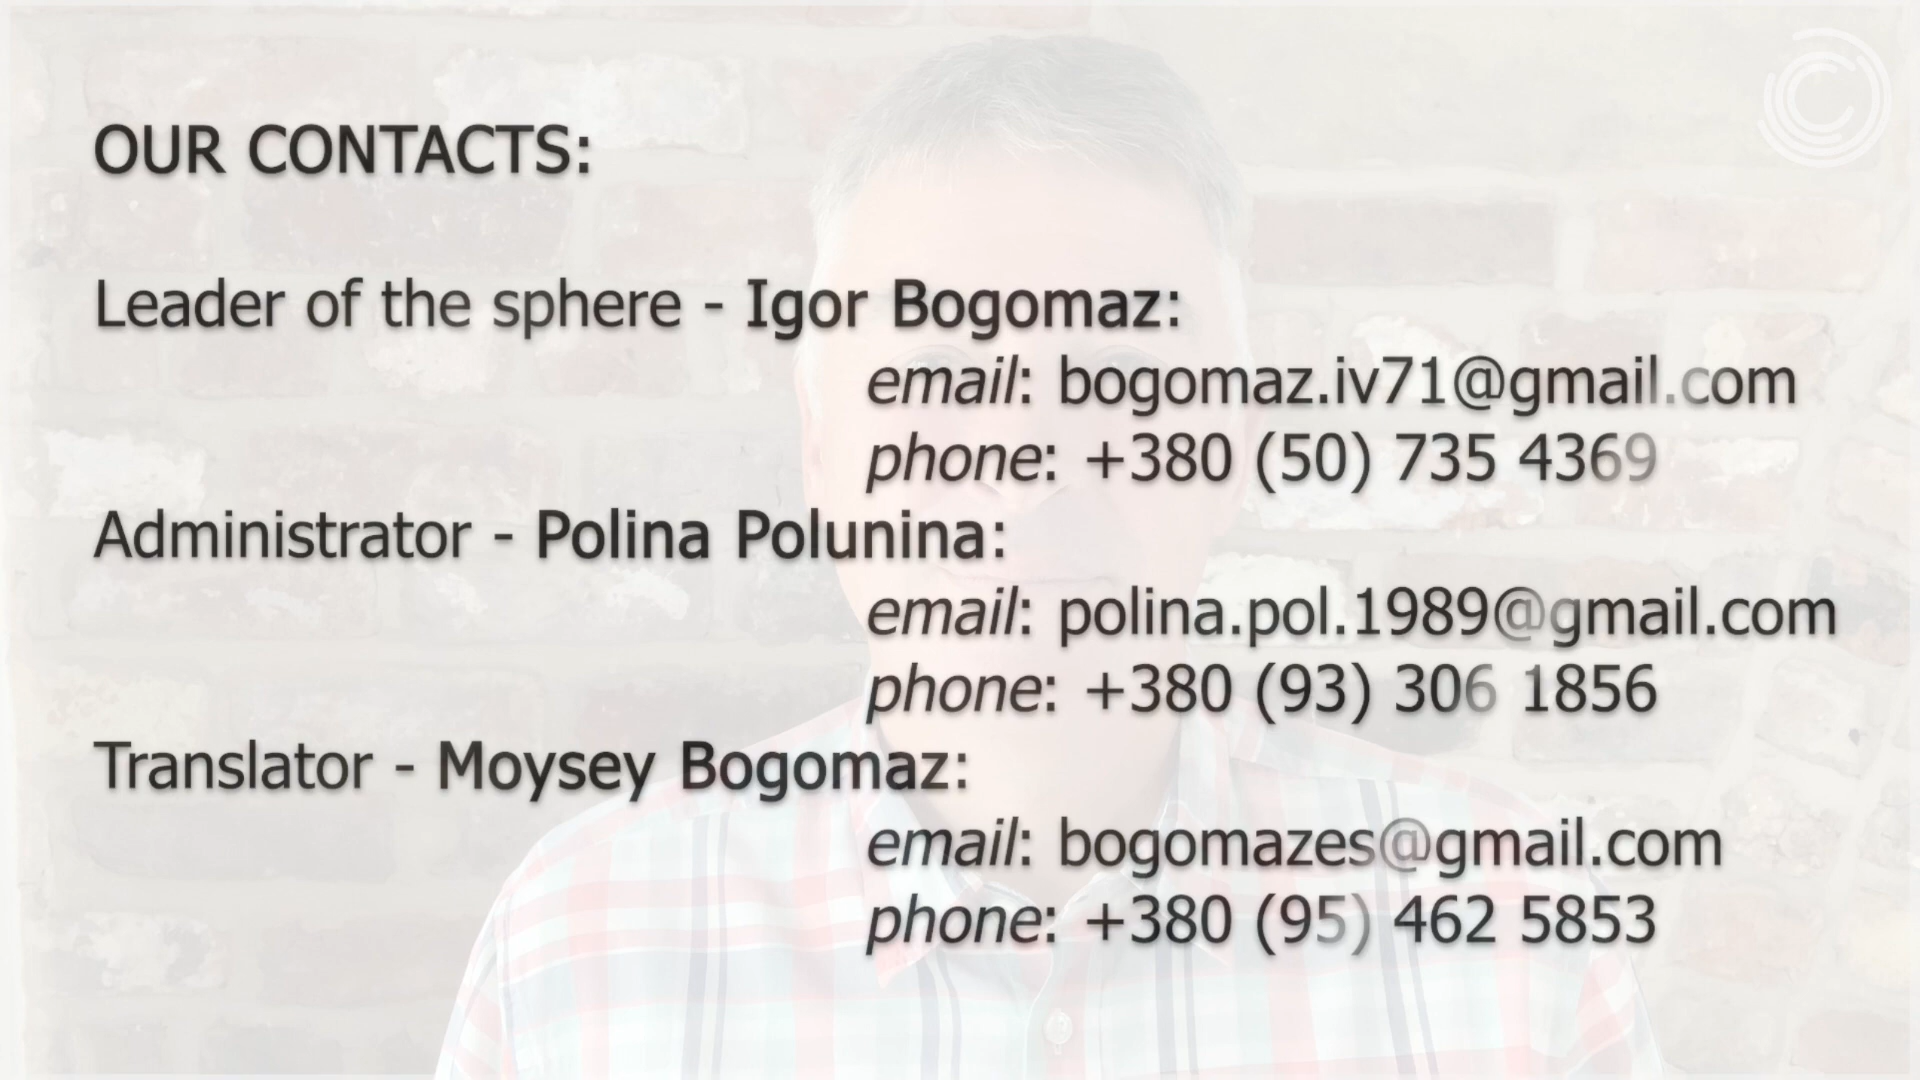 OUR CONTACTS:
Leader of the sphere - Igor Bogomaz:
email: bogomaz.iv71@gmail.com
phone: +380 (50) 735 4369
Administrator - Polina Polunina:
email: polina.pol.1989@gmail.com
phone: +380 (93) 306 1856
Translator - Moysey Bogomaz:
email: bogomazes@gmail.com
phone: +380 (95) 462 5853